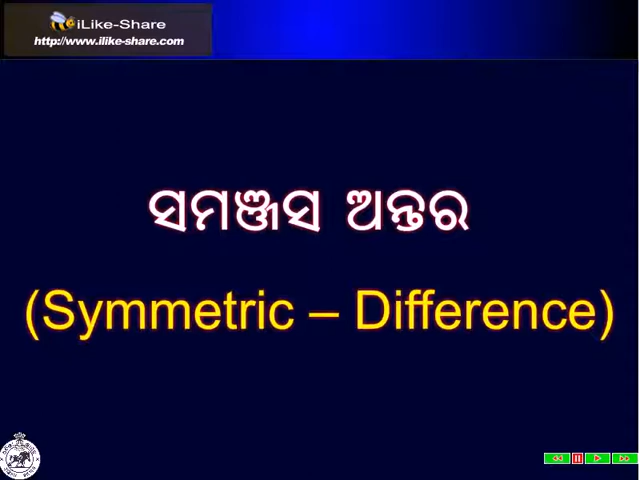 iLike-Share
http://www.ilike-share.com
ସମଞ୍ଜସ ଅନ୍ତର
(Symmetric – Difference)